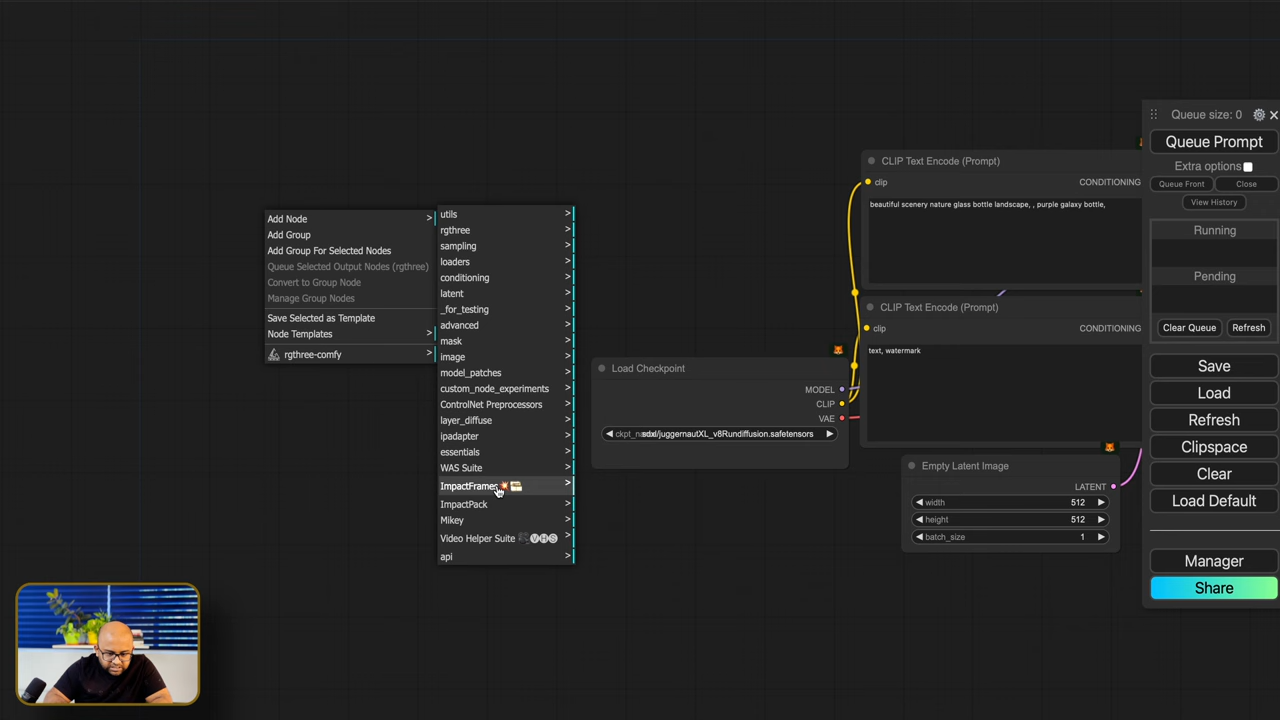 Queue size: 0
Queue Prompt
Extra options
Queue Front
Close
View History
Running
Pending
Clear Queue
Refresh
Save
Load
Refresh
Clipspace
Clear
Load Default
Manager
Share
Add Node >
Add Group
Add Group For Selected Nodes
Queue Selected Output Nodes (rgthree)
Convert to Group Node
Manage Group Nodes
Save Selected as Template
Node Templates >
rgthree-comfy >
utils >
rgthree >
sampling >
loaders >
conditioning >
latent >
_for_testing >
advanced >
mask >
image >
model_patches >
custom_node_experiments >
ControlNet Preprocessors >
layer_diffuse >
ipadapter >
essentials >
WAS Suite >
ImpactFrames💥🎞️ >
ImpactPack >
Mikey >
Video Helper Suite 🎥🅥🅗🅢 >
api >
Load Checkpoint
MODEL
CLIP
VAE
sdxl/juggernautXL_v8Rundiffusion.safetensors
CLIP Text Encode (Prompt)
clip
CONDITIONING
beautiful scenery nature glass bottle landscape, , purple galaxy bottle,
CLIP Text Encode (Prompt)
clip
CONDITIONING
text, watermark
Empty Latent Image
LATENT
width 512
height 512
batch_size 1